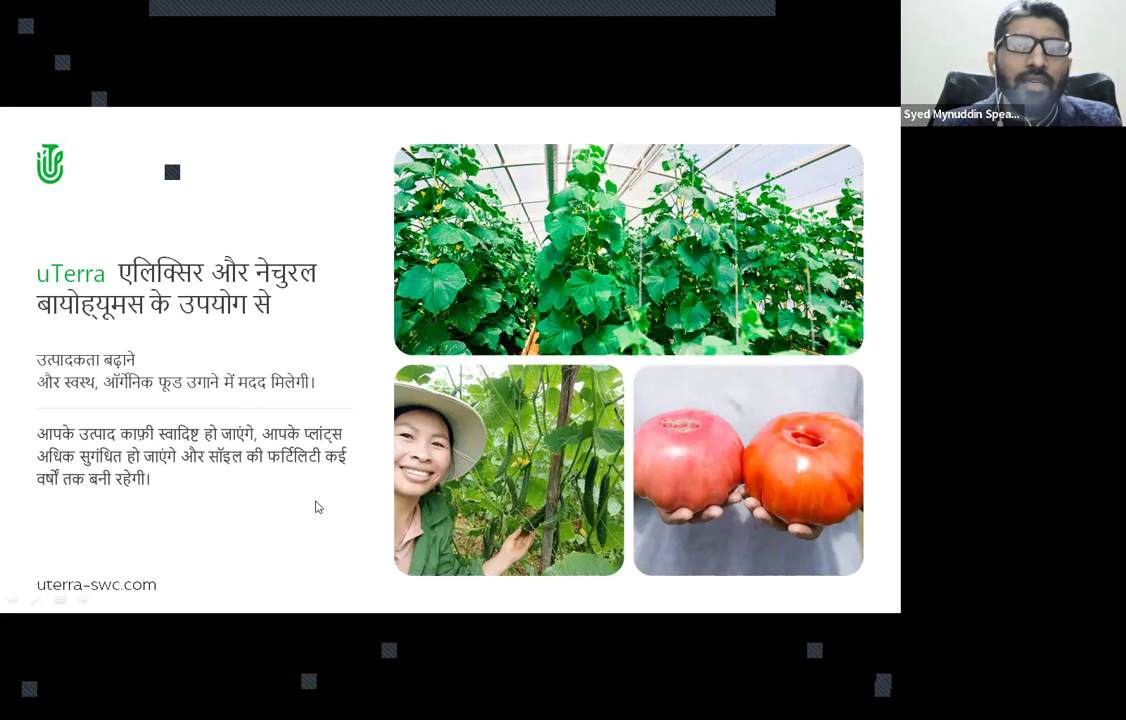 Syed Mynuddin Spea...
uTerra एलिक्सिर और नेचुरल
बायोह्यूमस के उपयोग से
उत्पादकता बढ़ाने
और स्वस्थ, ऑर्गेनिक फूड उगाने में मदद मिलेगी।
आपके उत्पाद काफ़ी स्वादिष्ट हो जाएंगे, आपके प्लांट्स
अधिक सुगंधित हो जाएंगे और सॉइल की फर्टिलिटी कई
वर्षों तक बनी रहेगी।
uterra-swc.com